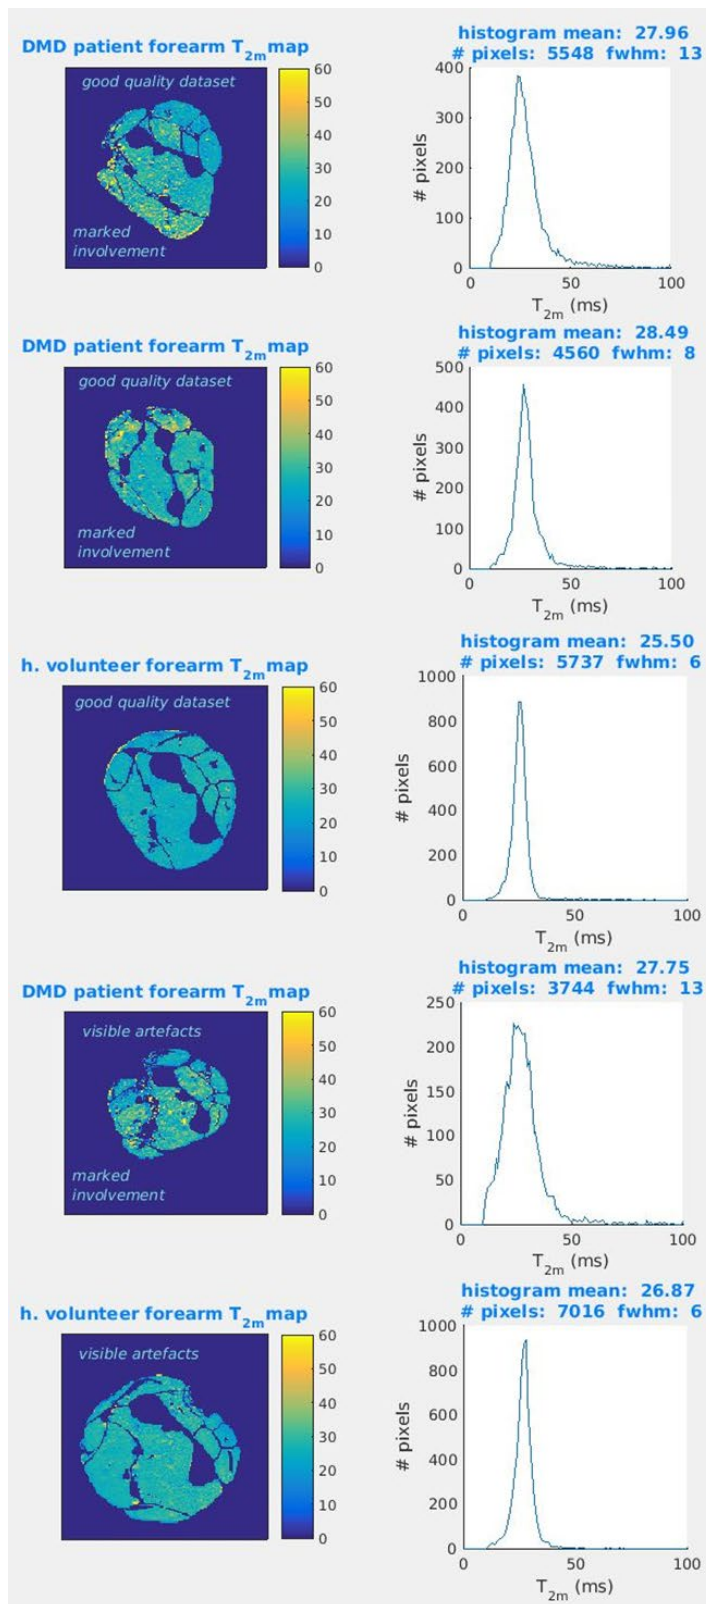 DMD patient forearm T2m map
good quality dataset
marked
involvement
60
50
40
30
20
10
0
histogram mean: 27.96
# pixels: 5548 fwhm: 13
400
300
200
100
0
# pixels
0 50 100
T2m (ms)
DMD patient forearm T2m map
good quality dataset
marked
involvement
60
50
40
30
20
10
0
histogram mean: 28.49
# pixels: 4560 fwhm: 8
500
400
300
200
100
0
# pixels
0 50 100
T2m (ms)
h. volunteer forearm T2m map
good quality dataset
60
50
40
30
20
10
0
histogram mean: 25.50
# pixels: 5737 fwhm: 6
1000
800
600
400
200
0
# pixels
0 50 100
T2m (ms)
DMD patient forearm T2m map
visible artefacts
marked
involvement
60
50
40
30
20
10
0
histogram mean: 27.75
# pixels: 3744 fwhm: 13
250
200
150
100
50
0
# pixels
0 50 100
T2m (ms)
h. volunteer forearm T2m map
visible artefacts
60
50
40
30
20
10
0
histogram mean: 26.87
# pixels: 7016 fwhm: 6
1000
800
600
400
200
0
# pixels
0 50 100
T2m (ms)